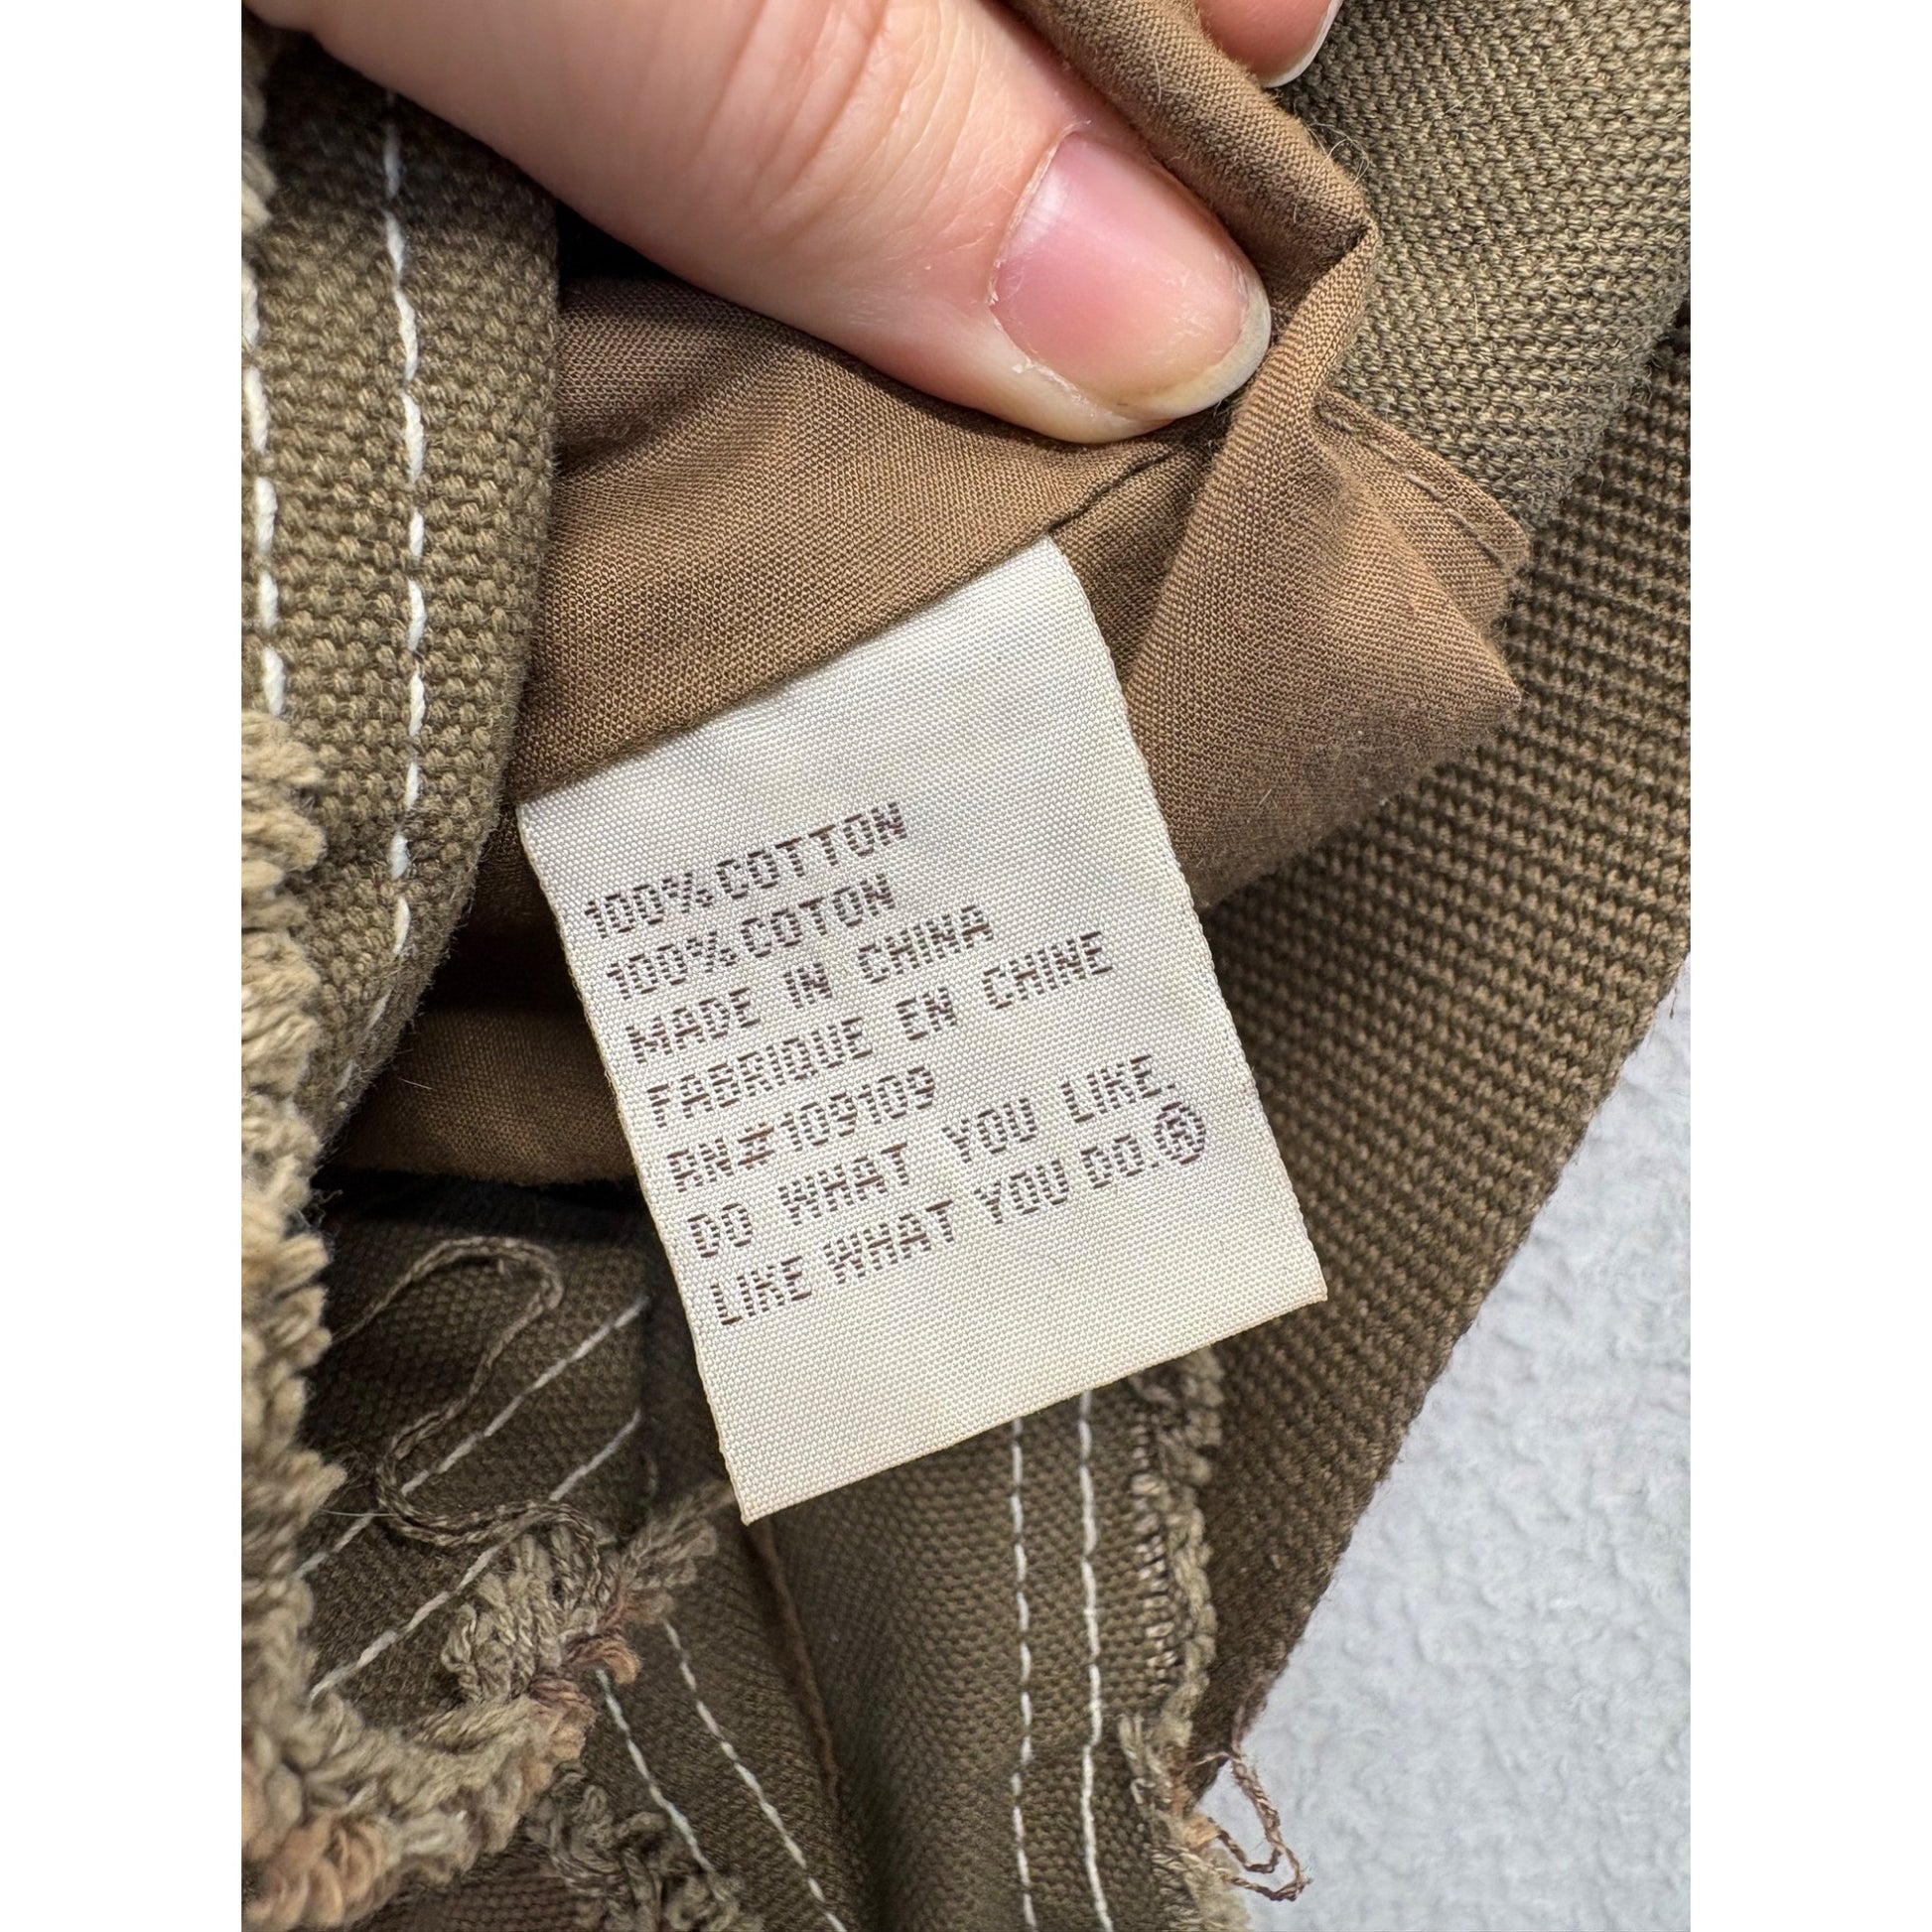 100%COTTON
100%COTON
MADE IN CHINA
FABRIQUE EN CHINE
RN#109109
DO WHAT YOU LIKE.
LIKE WHAT YOU DO.®